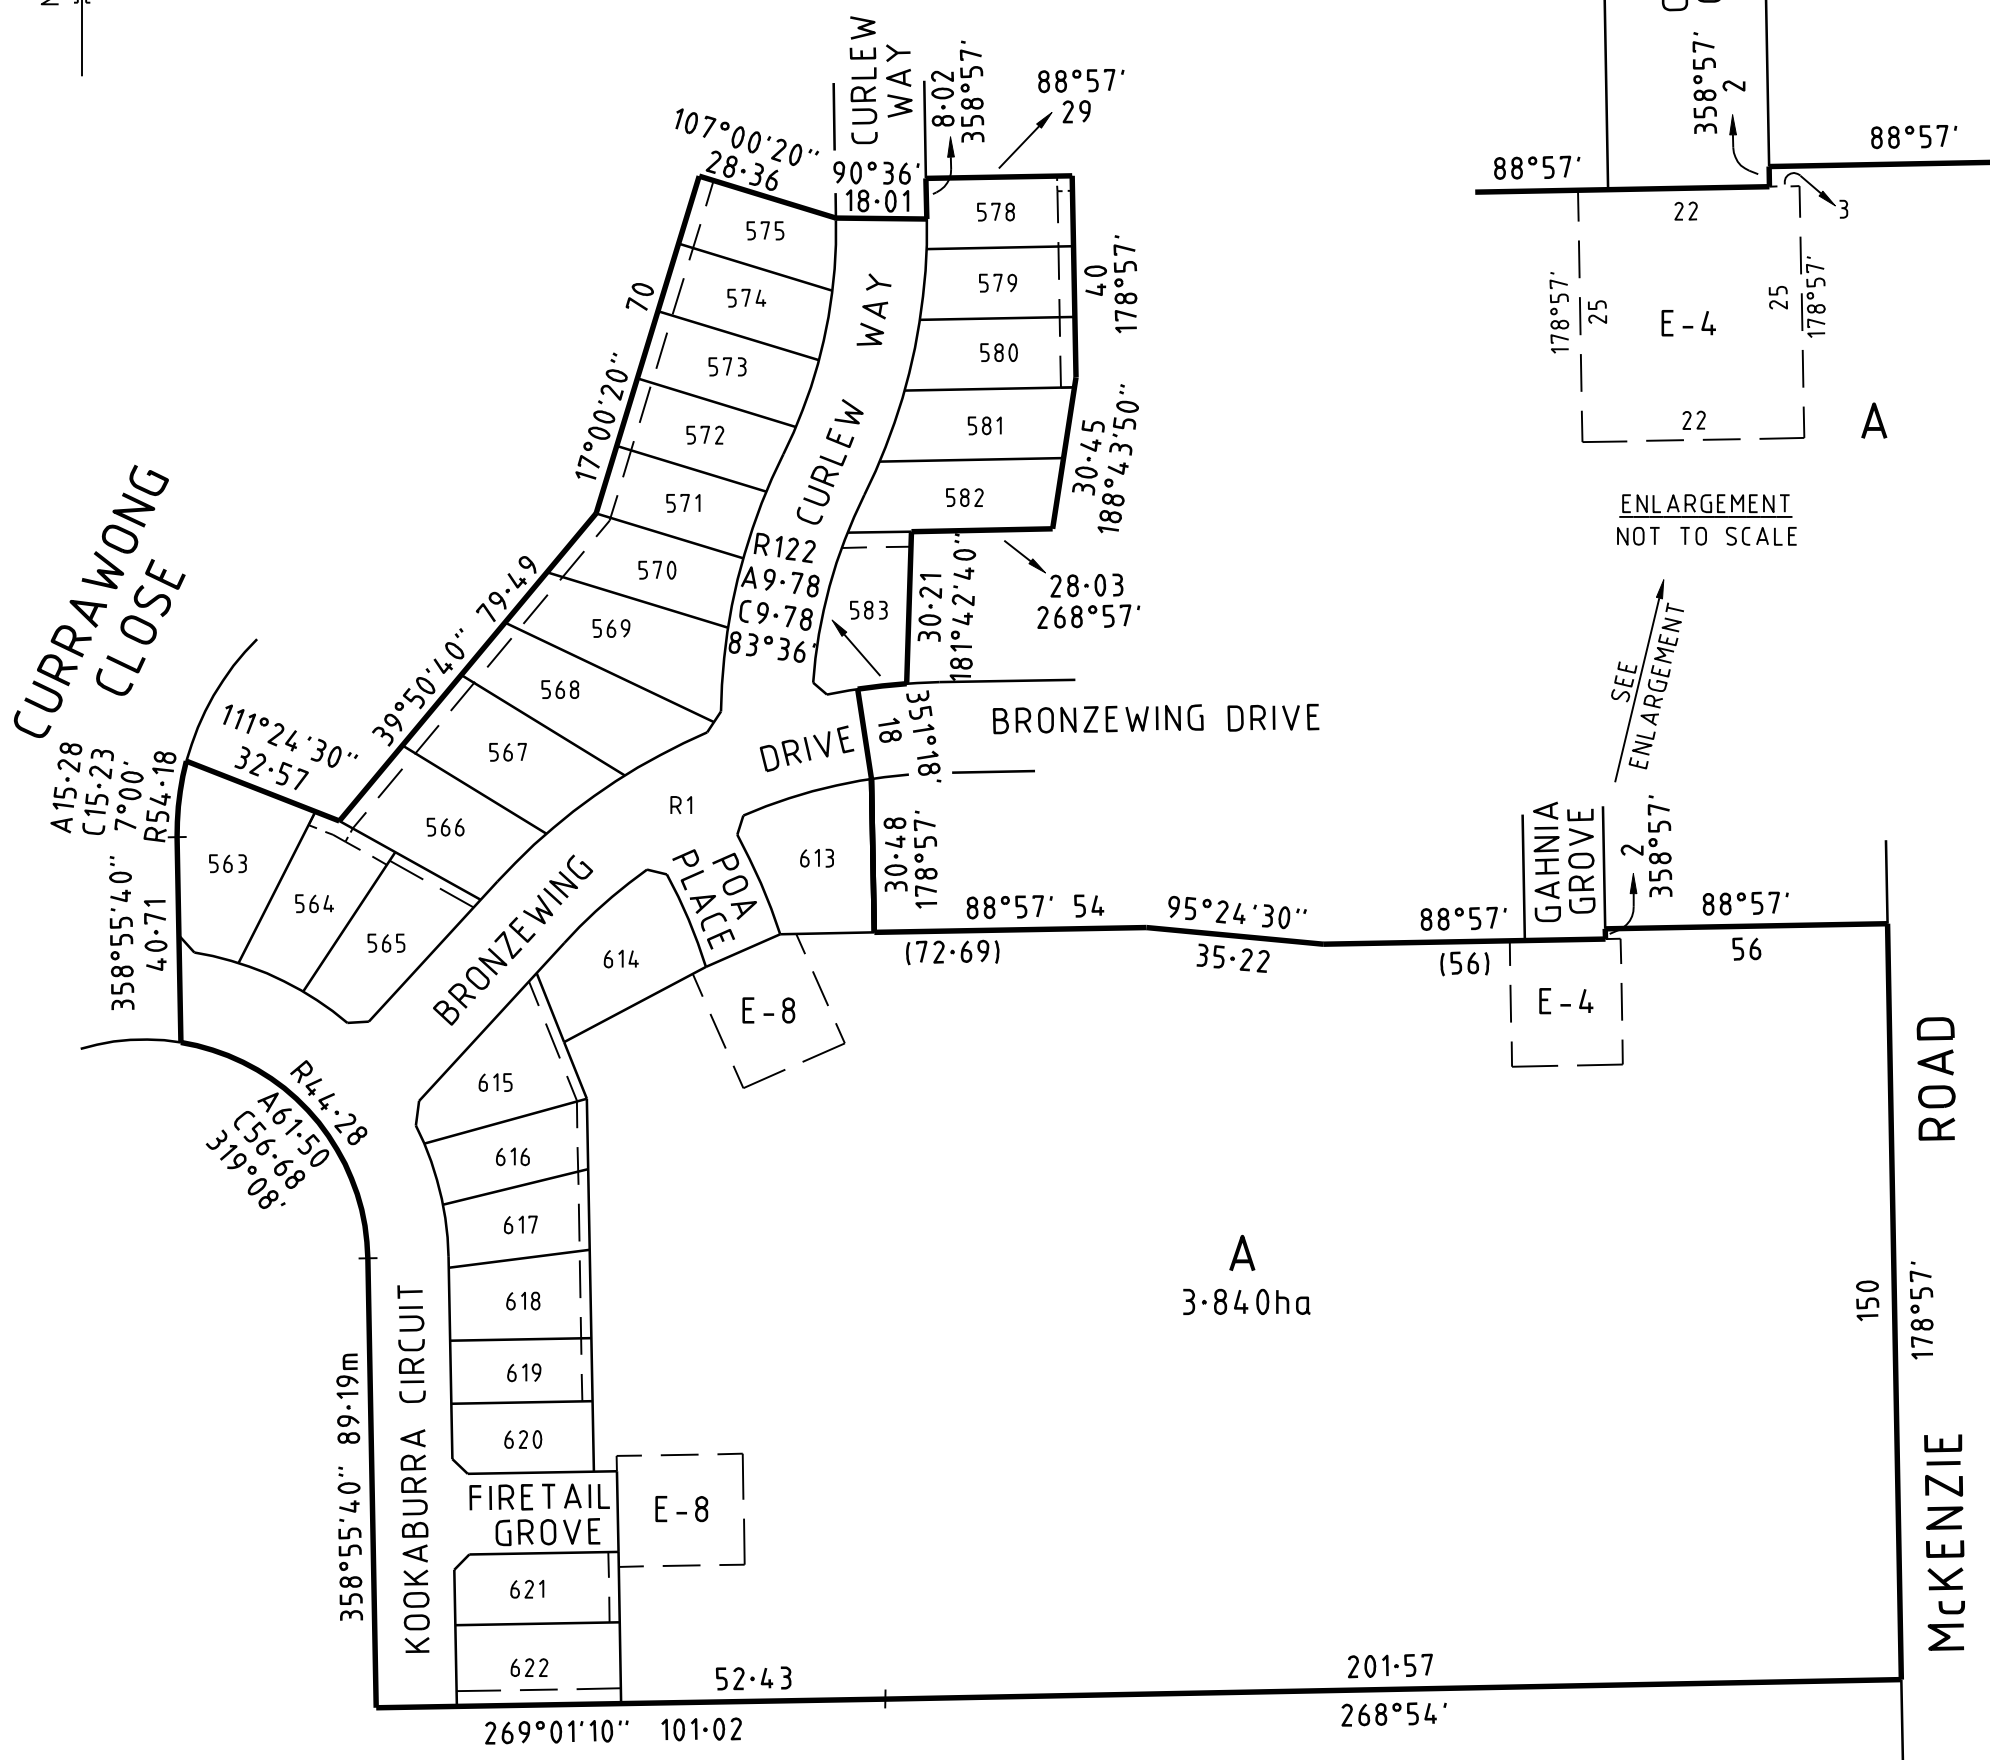 CURLEW
WAY
8·02
358°57'
88°57'
29
107°00'20"
28·36
90°36'
18·01
358°57'
2
88°57'
88°57'
22
3
178°57'
25
E-4
25
178°57'
22
A
ENLARGEMENT
NOT TO SCALE
SEE
ENLARGEMENT
575
574
573
572
571
570
569
568
567
566
578
579
580
581
582
583
40
178°57'
30·45
188°43'50"
28·03
268°57'
30·21
181°42'40"
CURLEW WAY
R122
A9·78
C9·78
83°36'
70
17°00'20"
39°50'40" 79·49
CURRAWONG
CLOSE
111°24'30"
32·57
A15·28
C15·23
7°00'
R54·18
358°55'40"
40·71
563
564
565
351°18'
18
BRONZEWING DRIVE
BRONZEWING DRIVE
R1
POA
PLACE
613
614
30·48
178°57'
88°57' 54
(72·69)
95°24'30"
35·22
88°57'
(56)
GAHNIA
GROVE
2
358°57'
88°57'
56
E-4
E-8
R44·28
A61·50
C56·68
319°08'
615
616
617
618
619
620
KOOKABURRA CIRCUIT
358°55'40" 89·19m
FIRETAIL
GROVE
E-8
621
622
A
3·840ha
150
178°57'
McKENZIE ROAD
52·43
201·57
269°01'10" 101·02
268°54'